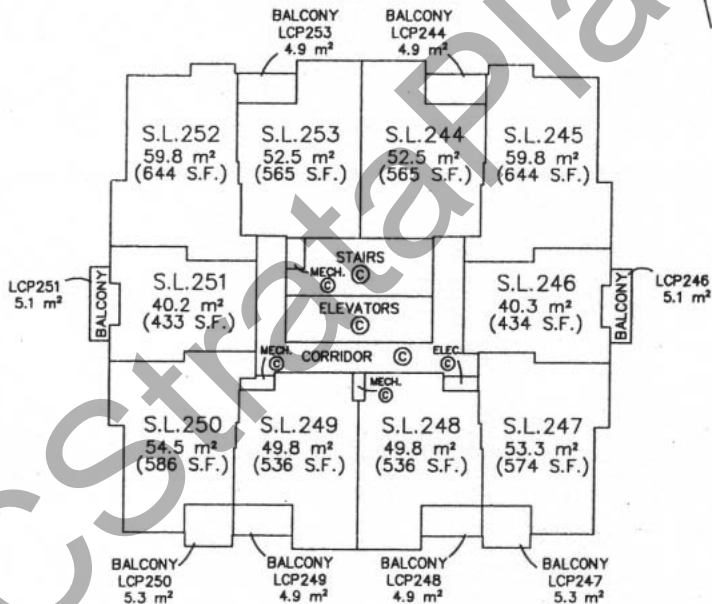 BALCONY
LCP253
4.9 m²
BALCONY
LCP244
4.9 m²
S.L.252
59.8 m²
(644 S.F.)
S.L.253
52.5 m²
(565 S.F.)
S.L.244
52.5 m²
(565 S.F.)
S.L.245
59.8 m²
(644 S.F.)
STAIRS
©
MECH.
©
ELEVATORS
©
LCP251
5.1 m²
BALCONY
S.L.251
40.2 m²
(433 S.F.)
S.L.246
40.3 m²
(434 S.F.)
BALCONY
LCP246
5.1 m²
MECH.
©
CORRIDOR ©
ELEC.
©
MECH.
©
S.L.250
54.5 m²
(586 S.F.)
S.L.249
49.8 m²
(536 S.F.)
S.L.248
49.8 m²
(536 S.F.)
S.L.247
53.3 m²
(574 S.F.)
BALCONY
LCP250
5.3 m²
BALCONY
LCP249
4.9 m²
BALCONY
LCP248
4.9 m²
BALCONY
LCP247
5.3 m²
CStrataPla